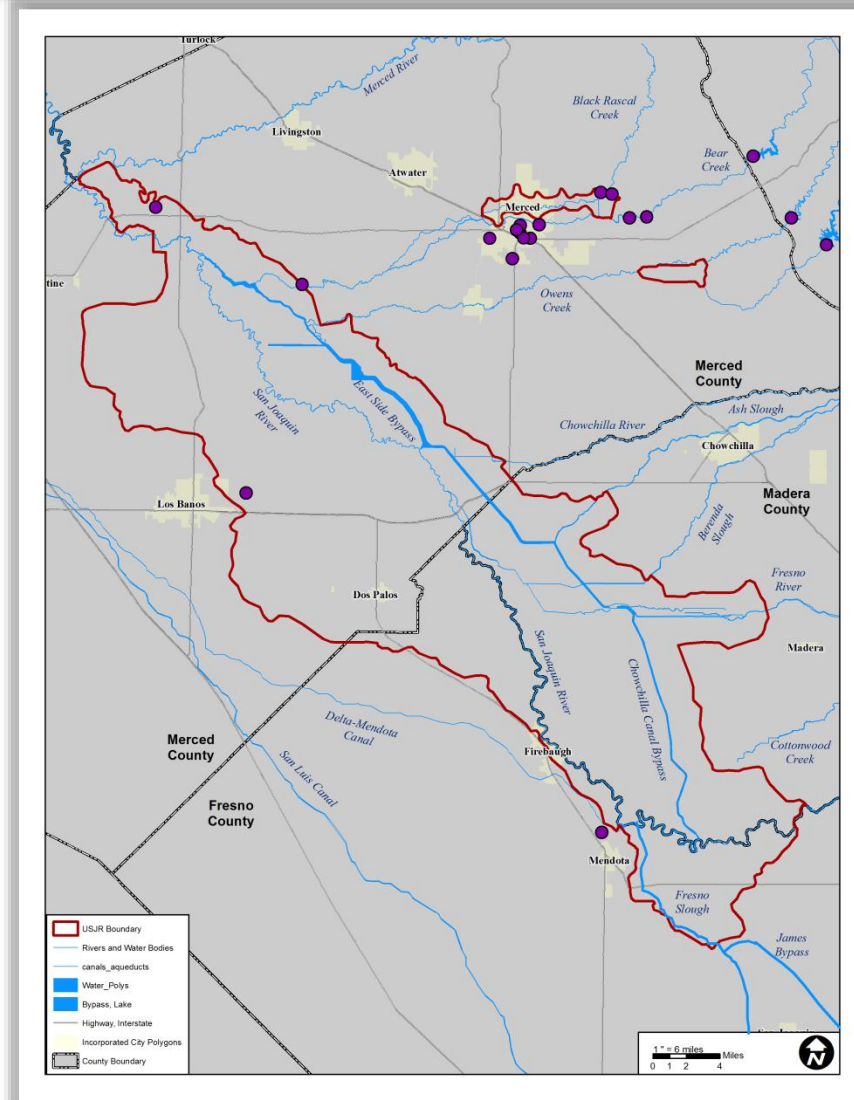 Turlock
Merced River
Black Rascal
Creek
Livingston
Bear
Creek
Atwater
Merced
tine
Owens
Creek
Merced
County
San Joaquin
River
East Side Bypass
Ash Slough
Chowchilla River
Chowchilla
Los Banos
Madera
County
Berenda
Slough
Fresno
River
Dos Palos
San Joaquin River
Madera
Chowchilla Canal Bypass
Delta-Mendota
Canal
Merced
County
San Luis Canal
Firebaugh
Cottonwood
Creek
Fresno
County
Mendota
Fresno
Slough
James
Bypass
USJR Boundary
Rivers and Water Bodies
canals_aqueducts
Water_Polys
Bypass, Lake
Highway, Interstate
Incorporated City Polygons
County Boundary
1 " = 6 miles
Miles
0 1 2 4
N